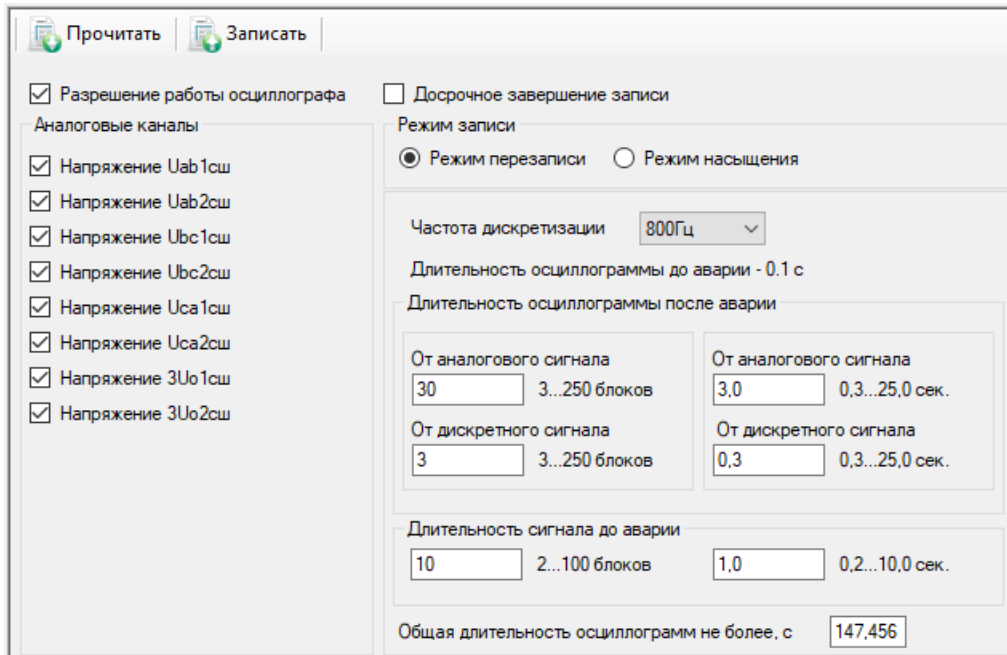 Прочитать Записать
Разрешение работы осциллографа Досрочное завершение записи
Аналоговые каналы
Напряжение Uab1сш
Напряжение Uab2сш
Напряжение Ubc1сш
Напряжение Ubc2сш
Напряжение Uca1сш
Напряжение Uca2сш
Напряжение 3Uo1сш
Напряжение 3Uo2сш
Режим записи
Режим перезаписи Режим насыщения
Частота дискретизации 800Гц
Длительность осциллограммы до аварии - 0.1 с
Длительность осциллограммы после аварии
От аналогового сигнала
30 3...250 блоков
От дискретного сигнала
3 3...250 блоков
От аналогового сигнала
3,0 0,3...25,0 сек.
От дискретного сигнала
0,3 0,3...25,0 сек.
Длительность сигнала до аварии
10 2...100 блоков 1,0 0,2...10,0 сек.
Общая длительность осциллограмм не более, с 147,456